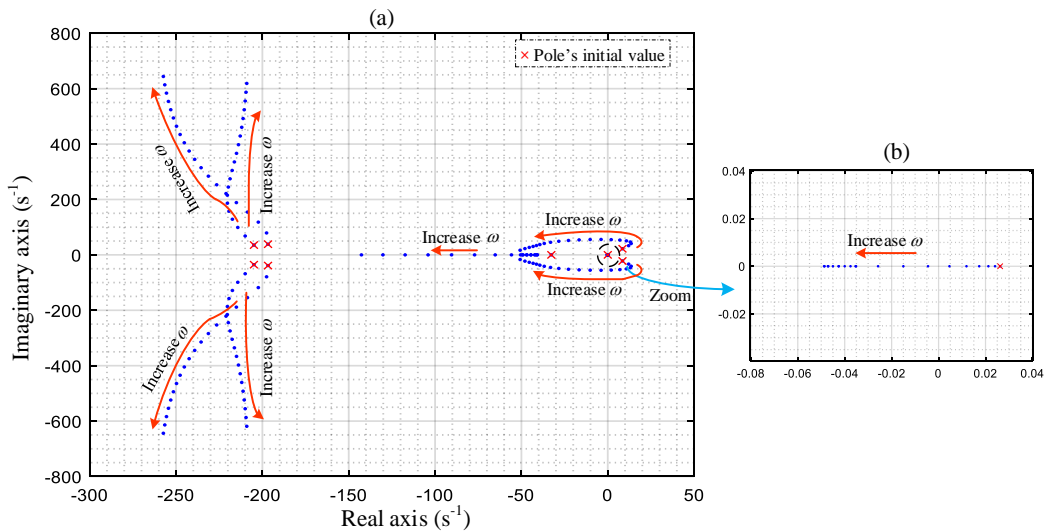 (a)
800
600
400
200
0
-200
-400
-600
-800
Imaginary axis (s⁻¹)
× Pole's initial value
Increase ω
Increase ω
Increase ω
Increase ω
Increase ω
Increase ω
Increase ω
Zoom
-300
-250
-200
-150
-100
-50
0
50
Real axis (s⁻¹)
(b)
0.04
0.02
0
-0.02
Increase ω
-0.08
-0.06
-0.04
-0.02
0
0.02
0.04